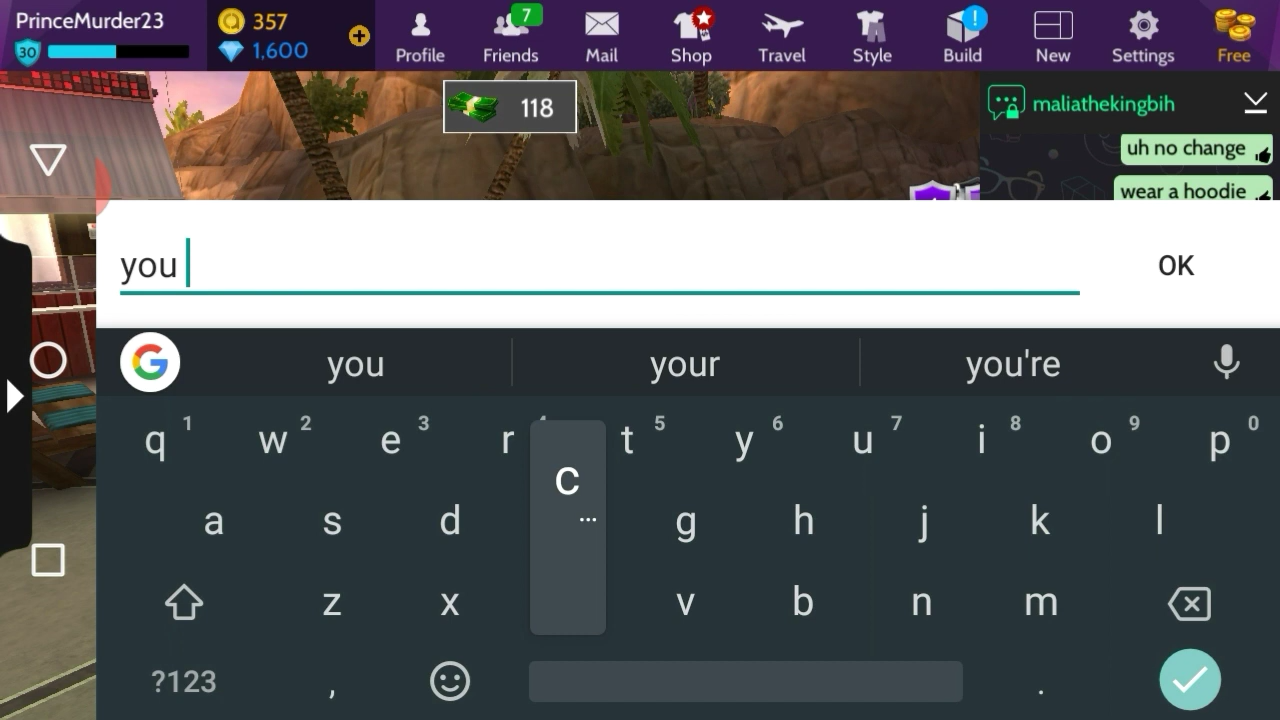 PrinceMurder23
30
357
1,600
Profile
7
Friends
Mail
Shop
Travel
Style
!
Build
New
Settings
Free
118
maliathekingbih
uh no change
wear a hoodie
you
OK
you your you're
q 1 w 2 e 3 r t 5 y 6 u 7 i 8 o 9 p 0
c ...
a s d g h j k l
z x v b n m
?123 , .